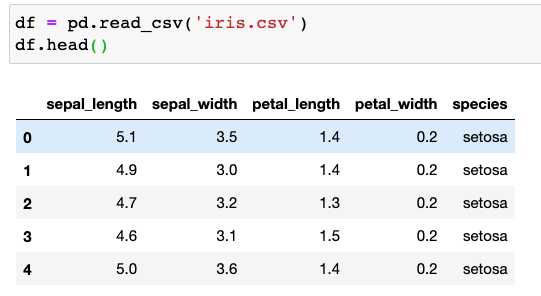 df = pd.read_csv('iris.csv')
df.head()
sepal_length sepal_width petal_length petal_width species
0 5.1 3.5 1.4 0.2 setosa
1 4.9 3.0 1.4 0.2 setosa
2 4.7 3.2 1.3 0.2 setosa
3 4.6 3.1 1.5 0.2 setosa
4 5.0 3.6 1.4 0.2 setosa